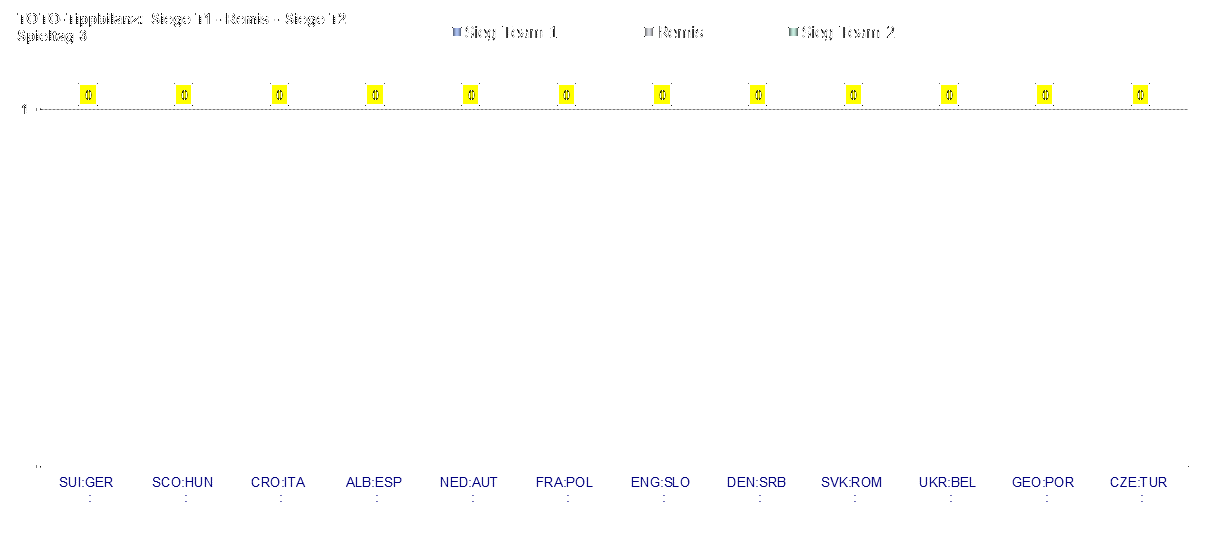 TOTO-Tippbilanz: Siege T1 - Remis - Siege T2
Spieltag 3
Sieg Team 1 Remis Sieg Team 2
0 0 0 0 0 0 0 0 0 0 0 0
1
SUI:GER SCO:HUN CRO:ITA ALB:ESP NED:AUT FRA:POL ENG:SLO DEN:SRB SVK:ROM UKR:BEL GEO:POR CZE:TUR
: : : : : : : : : : : :